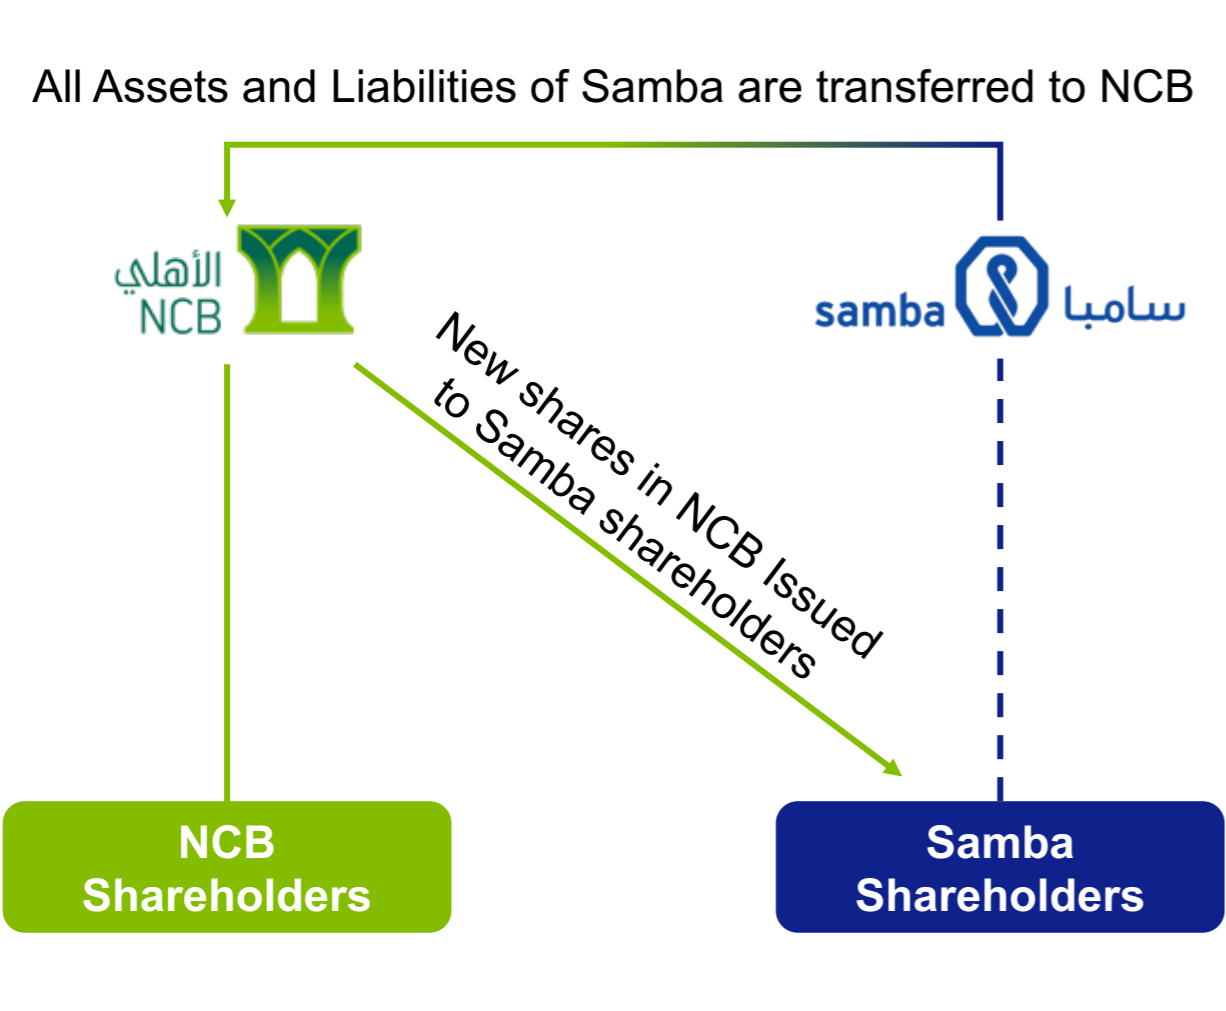 All Assets and Liabilities of Samba are transferred to NCB
الأهلي
NCB
samba
سامبا
New shares in NCB Issued
to Samba shareholders
NCB
Shareholders
Samba
Shareholders